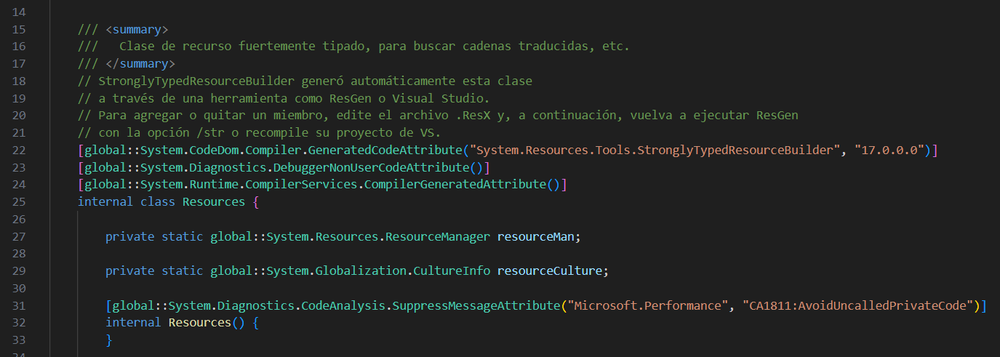 14
15 /// <summary>
16 ///   Clase de recurso fuertemente tipado, para buscar cadenas traducidas, etc.
17 /// </summary>
18 // StronglyTypedResourceBuilder generó automáticamente esta clase
19 // a través de una herramienta como ResGen o Visual Studio.
20 // Para agregar o quitar un miembro, edite el archivo .ResX y, a continuación, vuelva a ejecutar ResGen
21 // con la opción /str o recompile su proyecto de VS.
22 [global::System.CodeDom.Compiler.GeneratedCodeAttribute("System.Resources.Tools.StronglyTypedResourceBuilder", "17.0.0.0")]
23 [global::System.Diagnostics.DebuggerNonUserCodeAttribute()]
24 [global::System.Runtime.CompilerServices.CompilerGeneratedAttribute()]
25 internal class Resources {
26
27 private static global::System.Resources.ResourceManager resourceMan;
28
29 private static global::System.Globalization.CultureInfo resourceCulture;
30
31 [global::System.Diagnostics.CodeAnalysis.SuppressMessageAttribute("Microsoft.Performance", "CA1811:AvoidUncalledPrivateCode")]
32 internal Resources() {
33 }